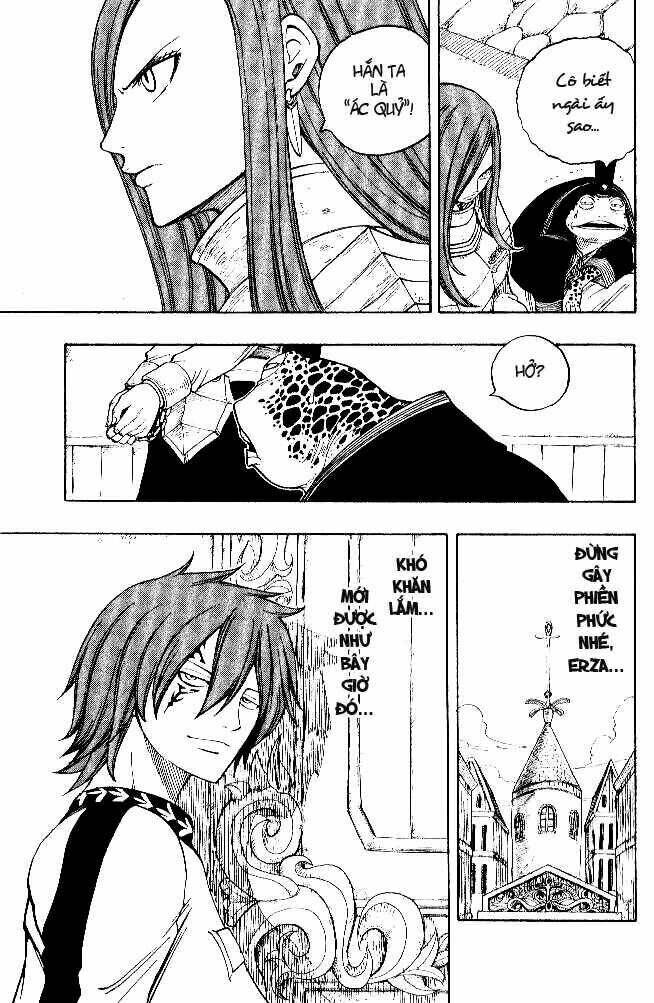 Cô biết
ngài ấy
sao...
HẮN TA
LÀ
"ÁC QUỶ"!
HỞ?
ĐỪNG
GÂY
PHIỀN
PHỨC
NHÉ,
ERZA...
KHÓ
KHĂN
LẮM...
MỚI
ĐƯỢC
NHƯ
BÂY
GIỜ
ĐÓ...